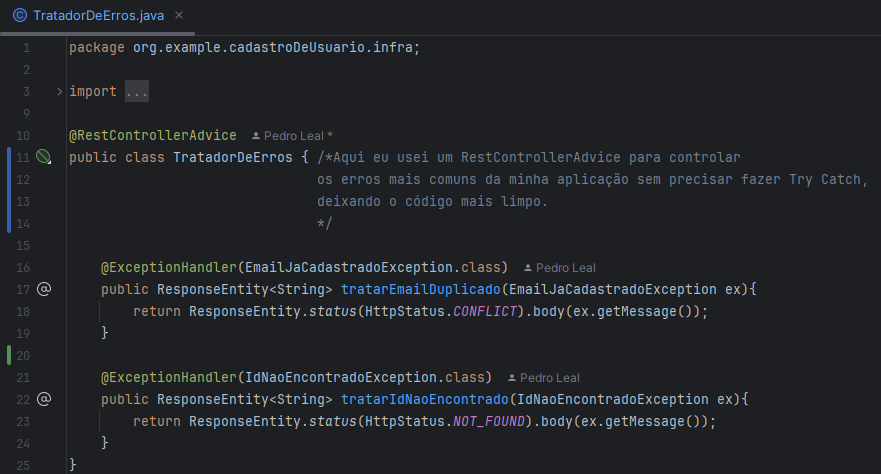 TratadorDeErros.java
1 package org.example.cadastroDeUsuario.infra;
2
3 import ...
9
10 @RestControllerAdvice Pedro Leal *
11 public class TratadorDeErros { /*Aqui eu usei um RestControllerAdvice para controlar
12 os erros mais comuns da minha aplicação sem precisar fazer Try Catch,
13 deixando o código mais limpo.
14 */
15
16 @ExceptionHandler(EmailJaCadastradoException.class) Pedro Leal
17 public ResponseEntity<String> tratarEmailDuplicado(EmailJaCadastradoException ex){
18 return ResponseEntity.status(HttpStatus.CONFLICT).body(ex.getMessage());
19 }
20
21 @ExceptionHandler(IdNaoEncontradoException.class) Pedro Leal
22 public ResponseEntity<String> tratarIdNaoEncontrado(IdNaoEncontradoException ex){
23 return ResponseEntity.status(HttpStatus.NOT_FOUND).body(ex.getMessage());
24 }
25 }